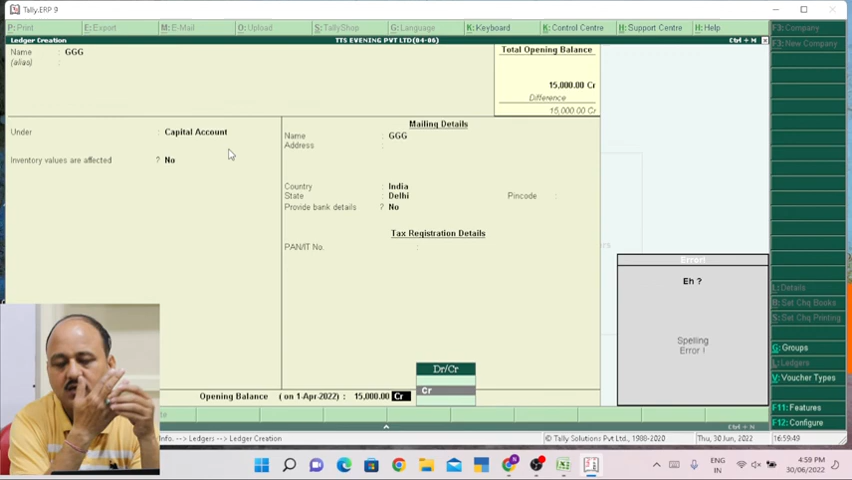 Tally.ERP 9
P: Print
E: Export
M: E-Mail
O: Upload
S: TallyShop
G: Language
K: Keyboard
K: Control Centre
H: Support Centre
H: Help
F3: Company
F3: New Company
Ledger Creation
TTS EVENING PVT LTD(04-06)
Ctrl + M
Name : GGG
(alias) :
Total Opening Balance
15,000.00 Cr
Difference
15,000.00 Cr
Under : Capital Account
Inventory values are affected ? No
Mailing Details
Name : GGG
Address :
Country : India
State : Delhi
Pincode :
Provide bank details ? No
Tax Registration Details
PAN/IT No. :
Error!
Eh ?
Spelling
Error !
L: Details
B: Set Chq Books
S: Set Chq Printing
G: Groups
L: Ledgers
V: Voucher Types
F11: Features
F12: Configure
Dr/Cr
Cr
Opening Balance ( on 1-Apr-2022) : 15,000.00 Cr
Ctrl + N
Info. --> Ledgers --> Ledger Creation
© Tally Solutions Pvt Ltd., 1988-2020
Thu, 30 Jun, 2022
16:59:49
ENG
IN
4:59 PM
30/06/2022